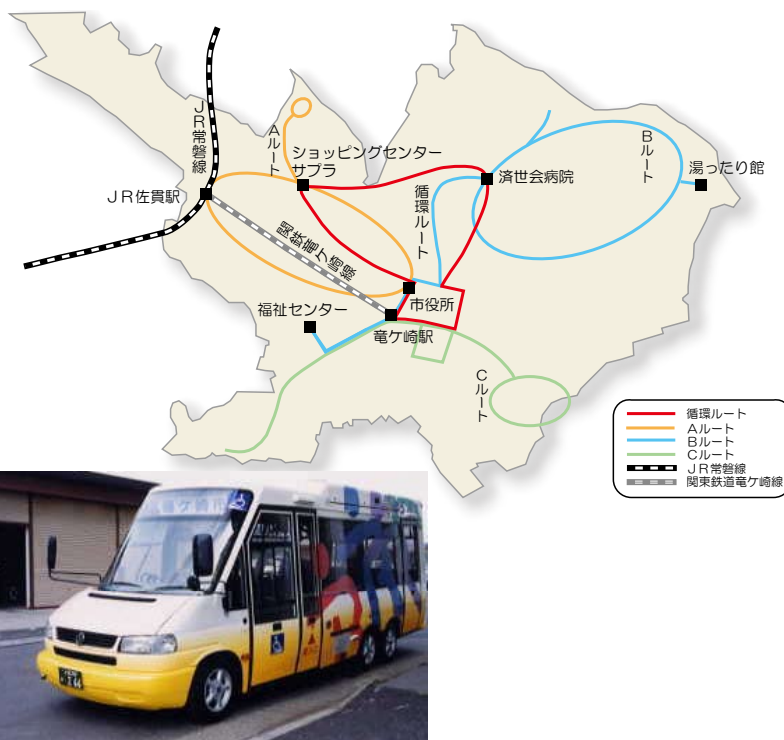 JR常磐線
Aルート
ショッピングセンター
サプラ
JR佐貫駅
循環ルート
済世会病院
Bルート
湯ったり館
関鉄竜ケ崎線
市役所
福祉センター
竜ケ崎駅
Cルート
循環ルート
Aルート
Bルート
Cルート
JR常磐線
関東鉄道竜ケ崎線